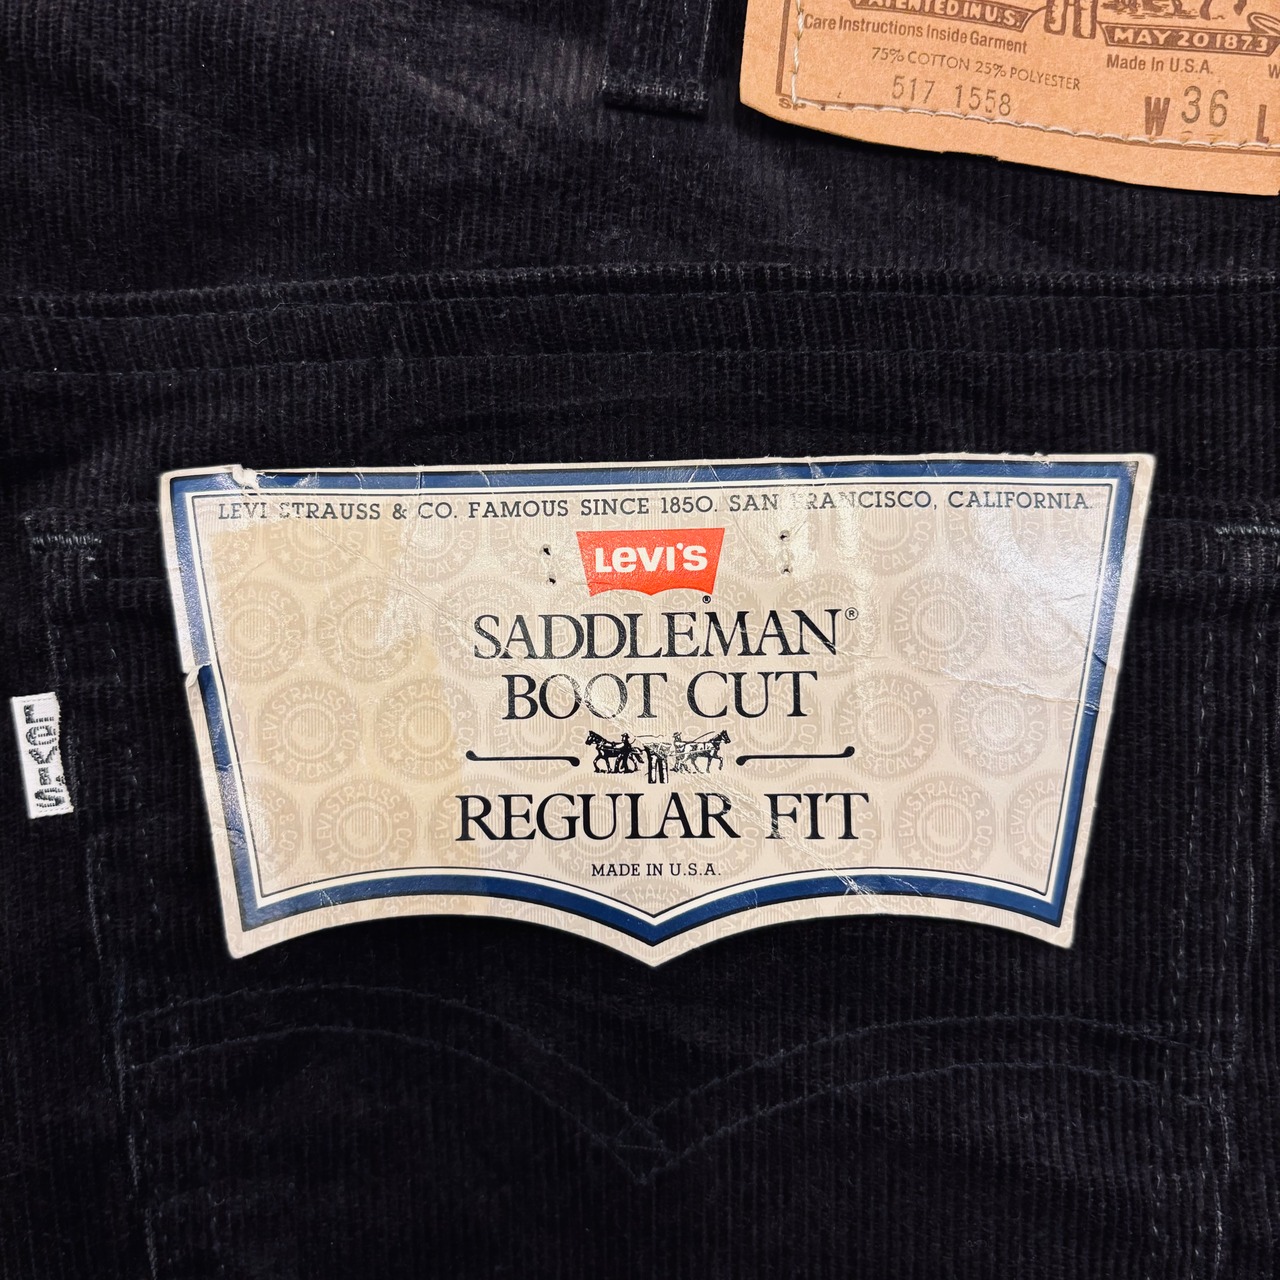 PATENTED IN U.S.
Care Instructions Inside Garment
MAY 20 1873
75% COTTON 25% POLYESTER
Made In U.S.A.
517 1558
W 36 L
LEVI STRAUSS & CO. FAMOUS SINCE 1850. SAN FRANCISCO, CALIFORNIA.
LEVI'S®
SADDLEMAN®
BOOT CUT
REGULAR FIT
MADE IN U.S.A.
LEVI'S